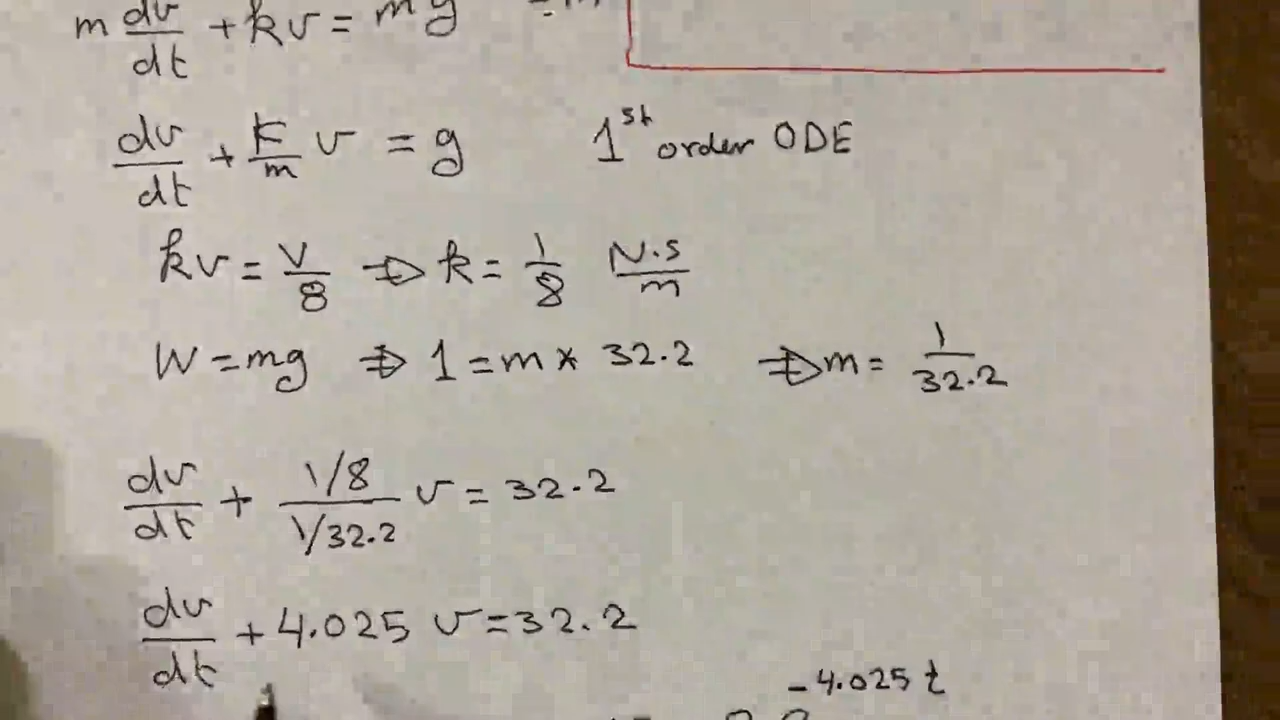 m dv/dt + kv = mg
dv/dt + k/m v = g 1st order ODE
kv = v/8 ⇒ k = 1/8 N.s/m
W = mg ⇒ 1 = m × 32.2 ⇒ m = 1/32.2
dv/dt + (1/8)/(1/32.2) v = 32.2
dv/dt + 4.025 v = 32.2
-4.025 t